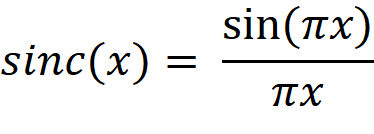 sinc(x) = sin(πx)
πx